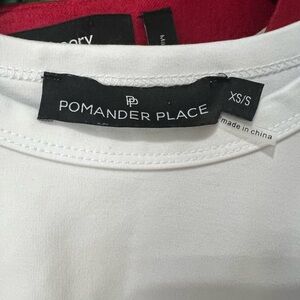 PP
POMANDER PLACE
XS/S
made in china